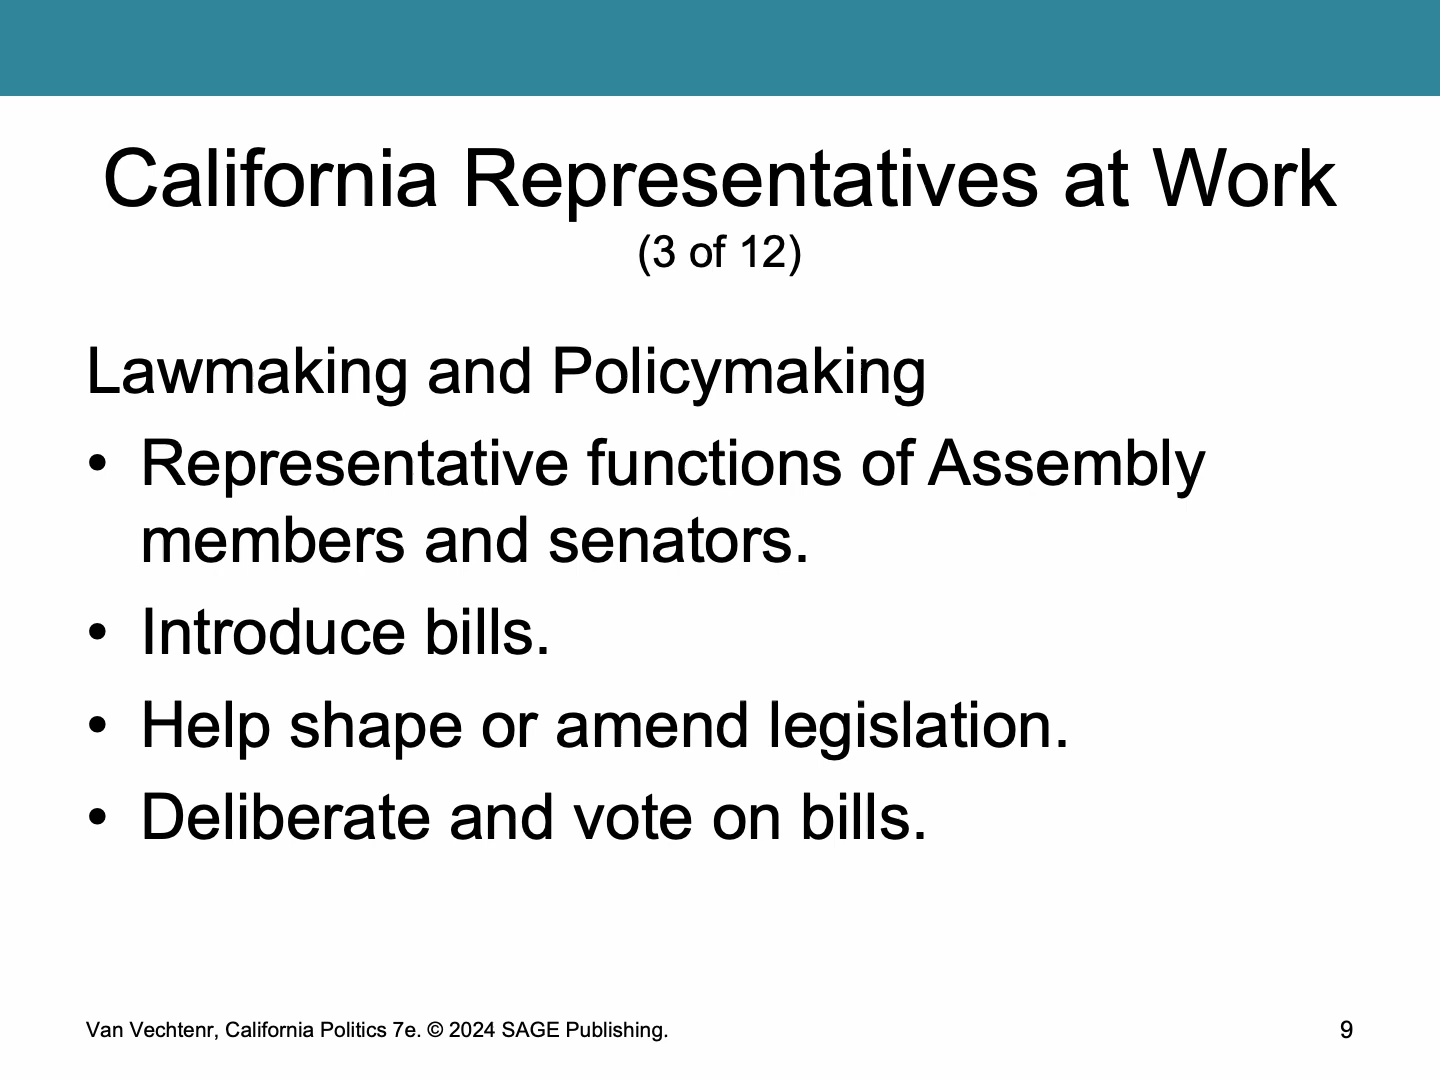 California Representatives at Work
(3 of 12)
Lawmaking and Policymaking
• Representative functions of Assembly
members and senators.
• Introduce bills.
• Help shape or amend legislation.
• Deliberate and vote on bills.
Van Vechtenr, California Politics 7e. © 2024 SAGE Publishing.
9